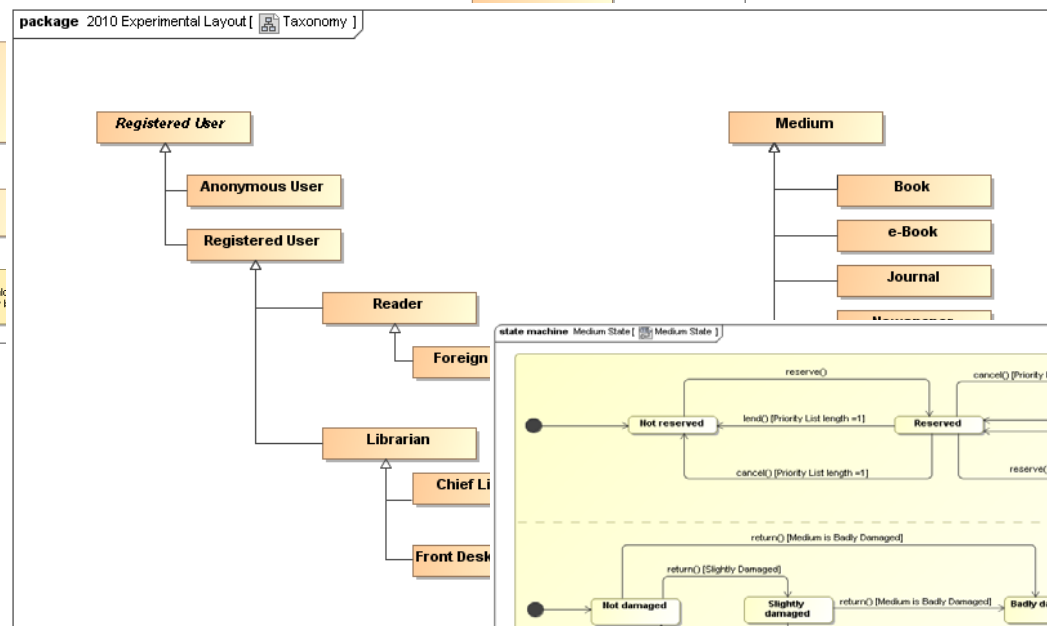 package 2010 Experimental Layout [ Taxonomy ]
Registered User
Medium
Anonymous User
Book
Registered User
e-Book
Journal
Reader
Newspaper
state machine Medium State [ Medium State ]
Foreign
reserve()
cancel() [Priority
Not reserved
lend() [Priority List length =1]
Reserved
Librarian
cancel() [Priority List length =1]
reserve()
Chief Li
return() [Medium is Badly Damaged]
Front Desk
return() [Slightly Damaged]
Not damaged
Slightly
damaged
return() [Medium is Badly Damaged]
Badly da